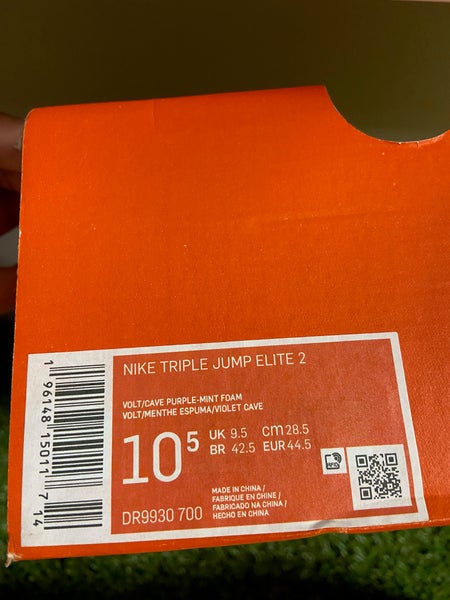 NIKE TRIPLE JUMP ELITE 2
VOLT/CAVE PURPLE-MINT FOAM
VOLT/MENTHE ESPUMA/VIOLET CAVE
10⁵
UK 9.5 cm 28.5
BR 42.5 EUR 44.5
MADE IN CHINA /
FABRIQUE EN CHINE /
FABRICADO NA CHINA /
HECHO EN CHINA
DR9930 700
RFID
1 96148 15011 7 14